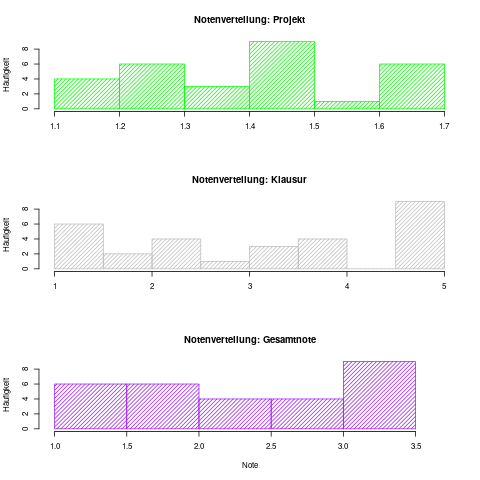 Notenverteilung: Projekt
Häufigkeit
0 2 4 6 8
1.1 1.2 1.3 1.4 1.5 1.6 1.7
Notenverteilung: Klausur
Häufigkeit
0 2 4 6 8
1 2 3 4 5
Notenverteilung: Gesamtnote
Häufigkeit
0 2 4 6 8
1.0 1.5 2.0 2.5 3.0 3.5
Note